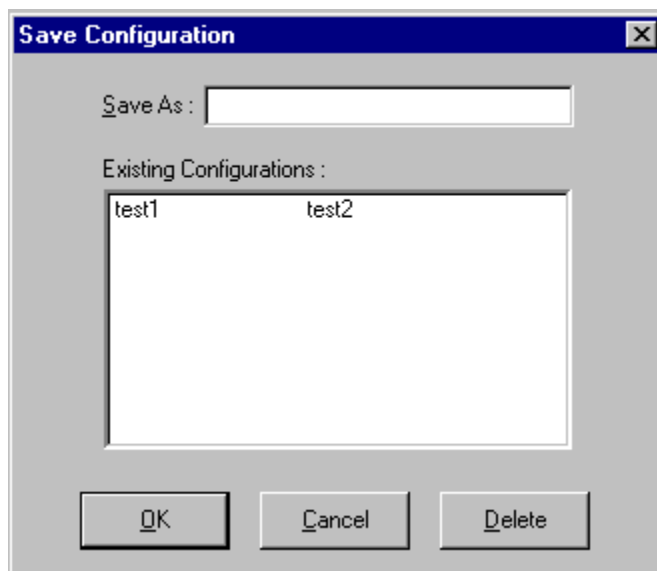 Save Configuration
Save As :
Existing Configurations :
test1 test2
OK Cancel Delete